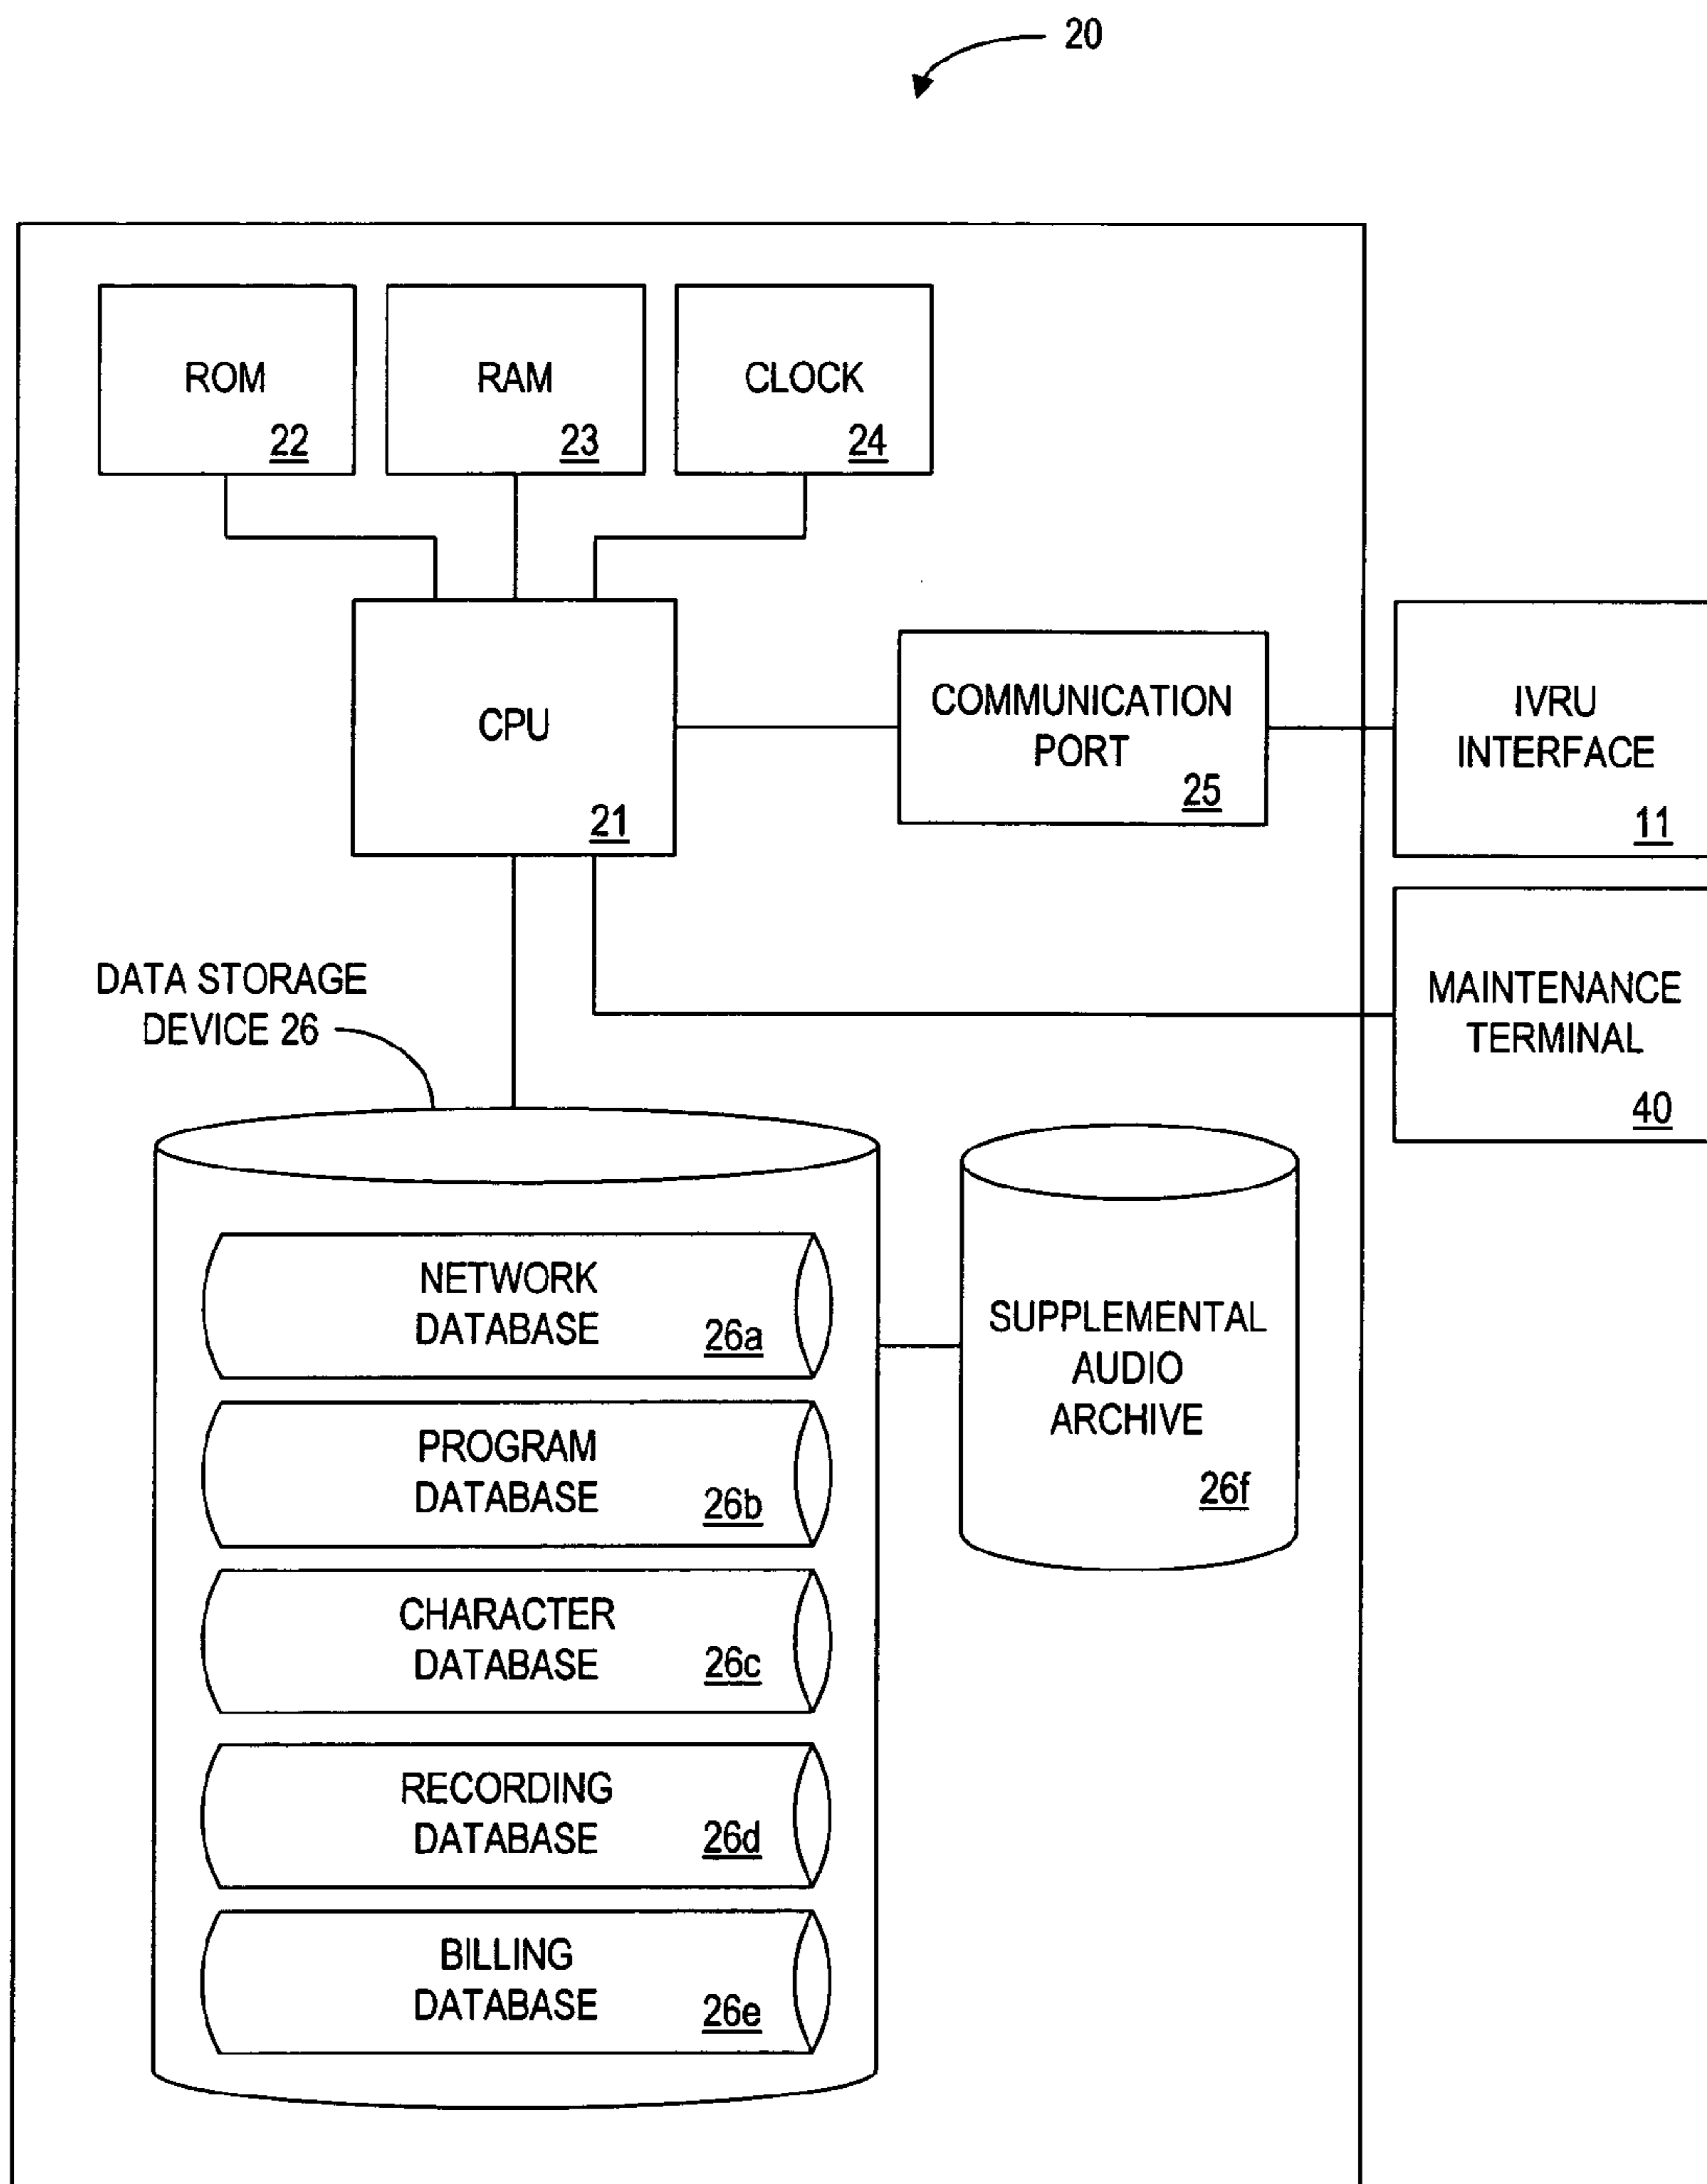 20
ROM
22
RAM
23
CLOCK
24
CPU
21
COMMUNICATION
PORT
25
IVRU
INTERFACE
11
MAINTENANCE
TERMINAL
40
DATA STORAGE
DEVICE 26
NETWORK
DATABASE
26a
PROGRAM
DATABASE
26b
CHARACTER
DATABASE
26c
RECORDING
DATABASE
26d
BILLING
DATABASE
26e
SUPPLEMENTAL
AUDIO
ARCHIVE
26f